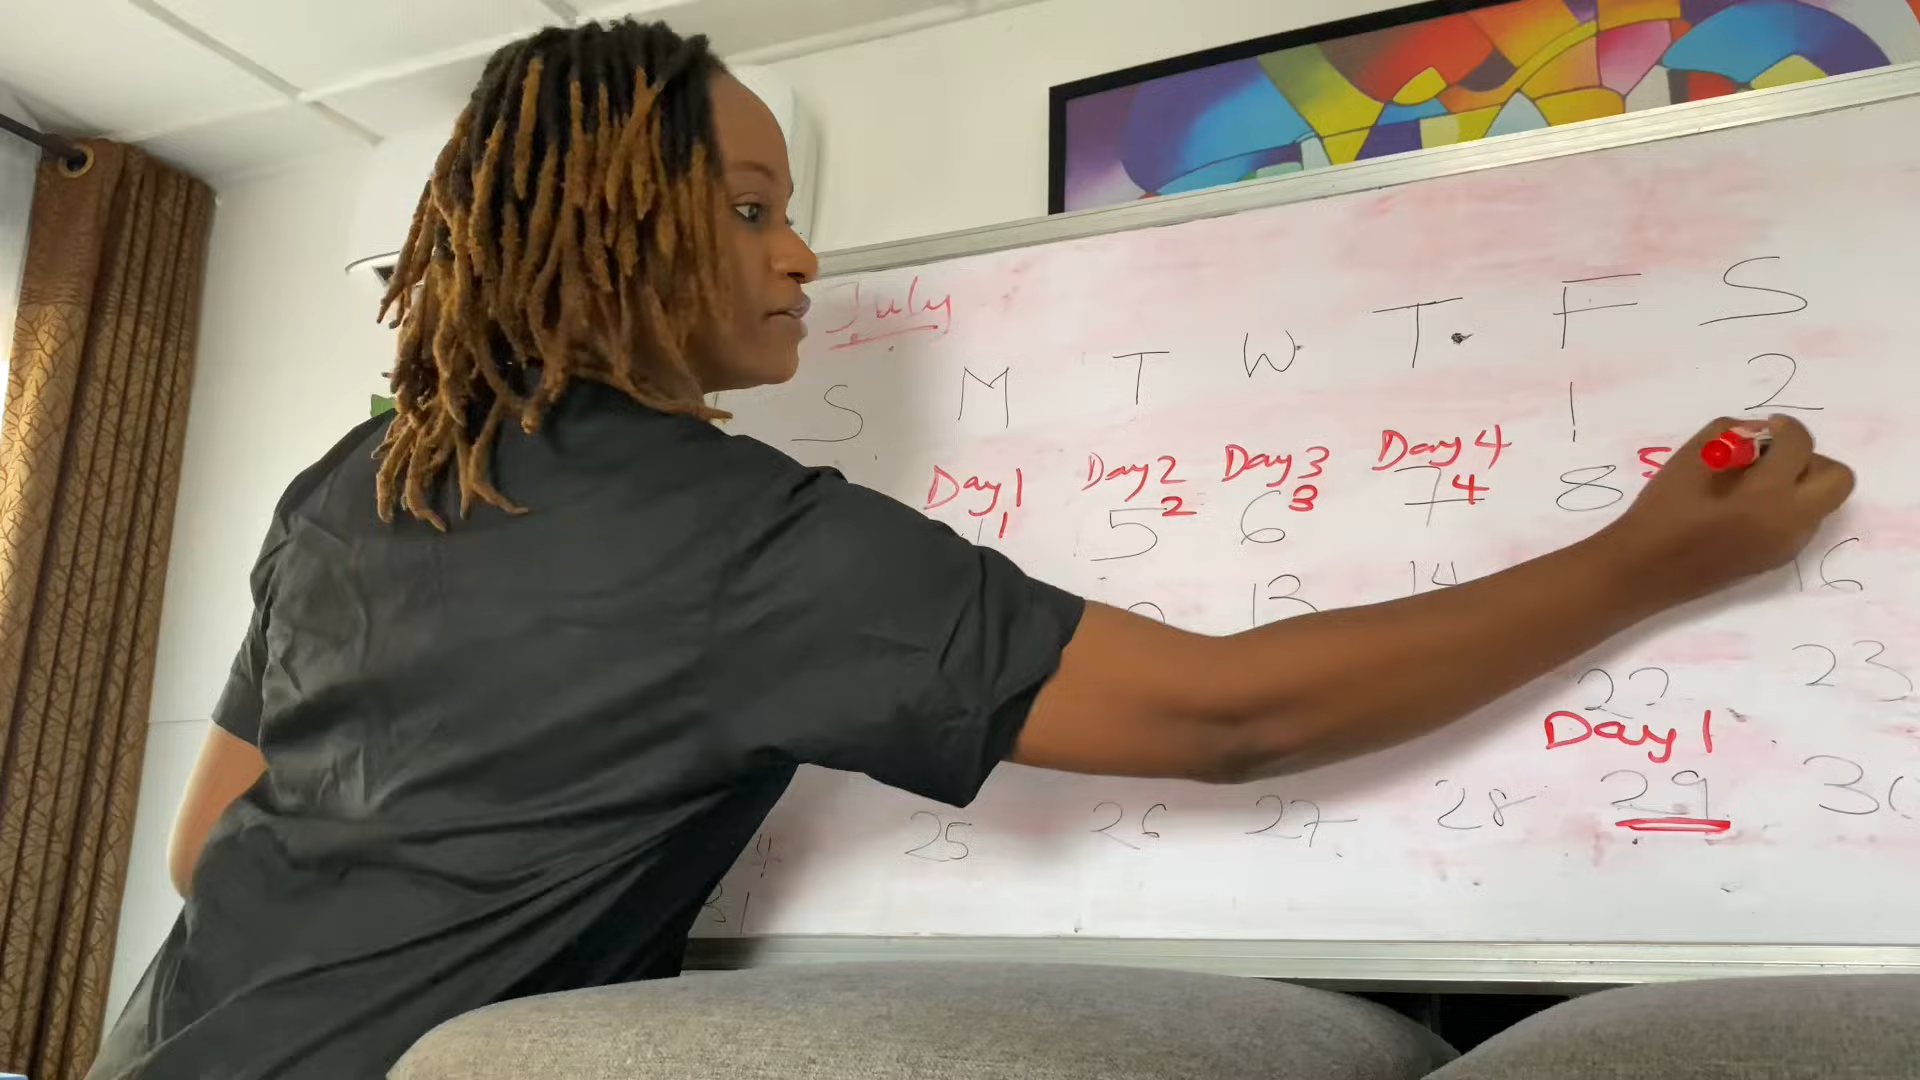 July
S M T W T F S
1 2
Day 1 Day 2 Day 3 Day 4
1 2 3 4 5
5 6 7 8
13 14 16
22 23
Day 1
25 26 27 28 29 30
31